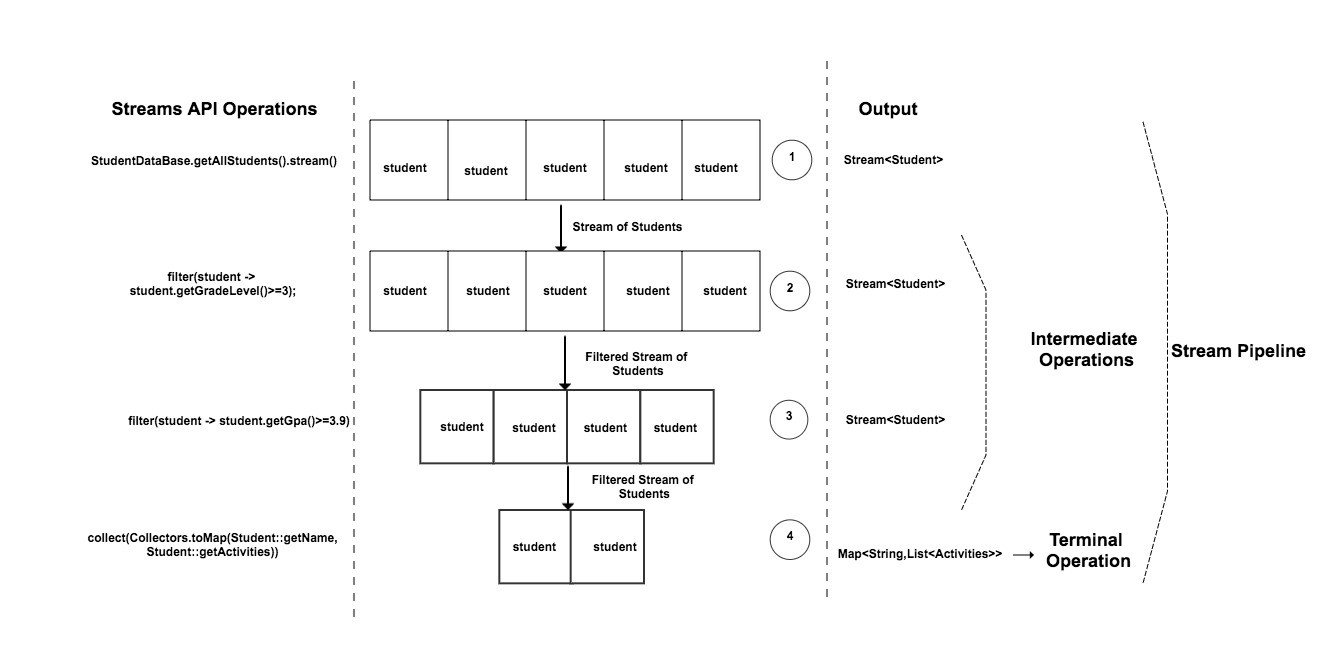 Streams API Operations
Output
StudentDataBase.getAllStudents().stream()
student
student
student
student
student
1
Stream<Student>
Stream of Students
filter(student ->
student.getGradeLevel()>=3);
student
student
student
student
student
2
Stream<Student>
Filtered Stream of
Students
filter(student -> student.getGpa()>=3.9)
student
student
student
student
3
Stream<Student>
Filtered Stream of
Students
collect(Collectors.toMap(Student::getName,
Student::getActivities))
student
student
4
Map<String,List<Activities>>
Intermediate
Operations
Terminal
Operation
Stream Pipeline